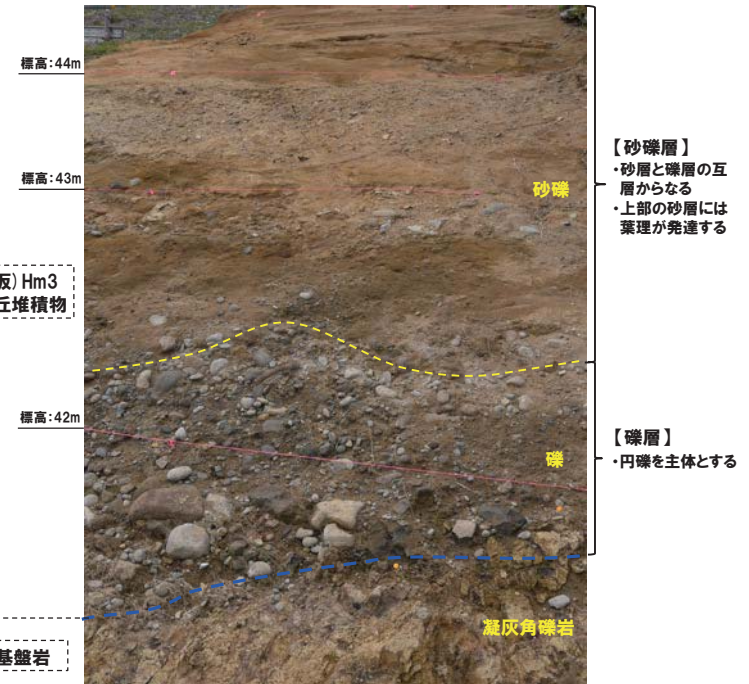 標高:44m
【砂礫層】
・砂層と礫層の互
層からなる
・上部の砂層には
葉理が発達する
標高:43m
砂礫
仮)Hm3
丘堆積物
標高:42m
【礫層】
・円礫を主体とする
礫
凝灰角礫岩
基盤岩